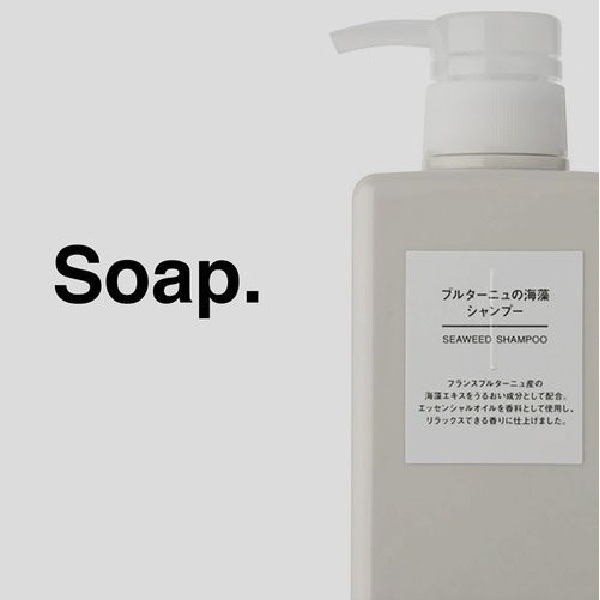 Soap.
プルターニュの海藻
シャンプー
SEAWEED SHAMPOO
フランスプルターニュ産の
海藻エキスをうるおい成分として配合。
エッセンシャルオイルを香料として使用し、
リラックスできる香りに仕上げました。